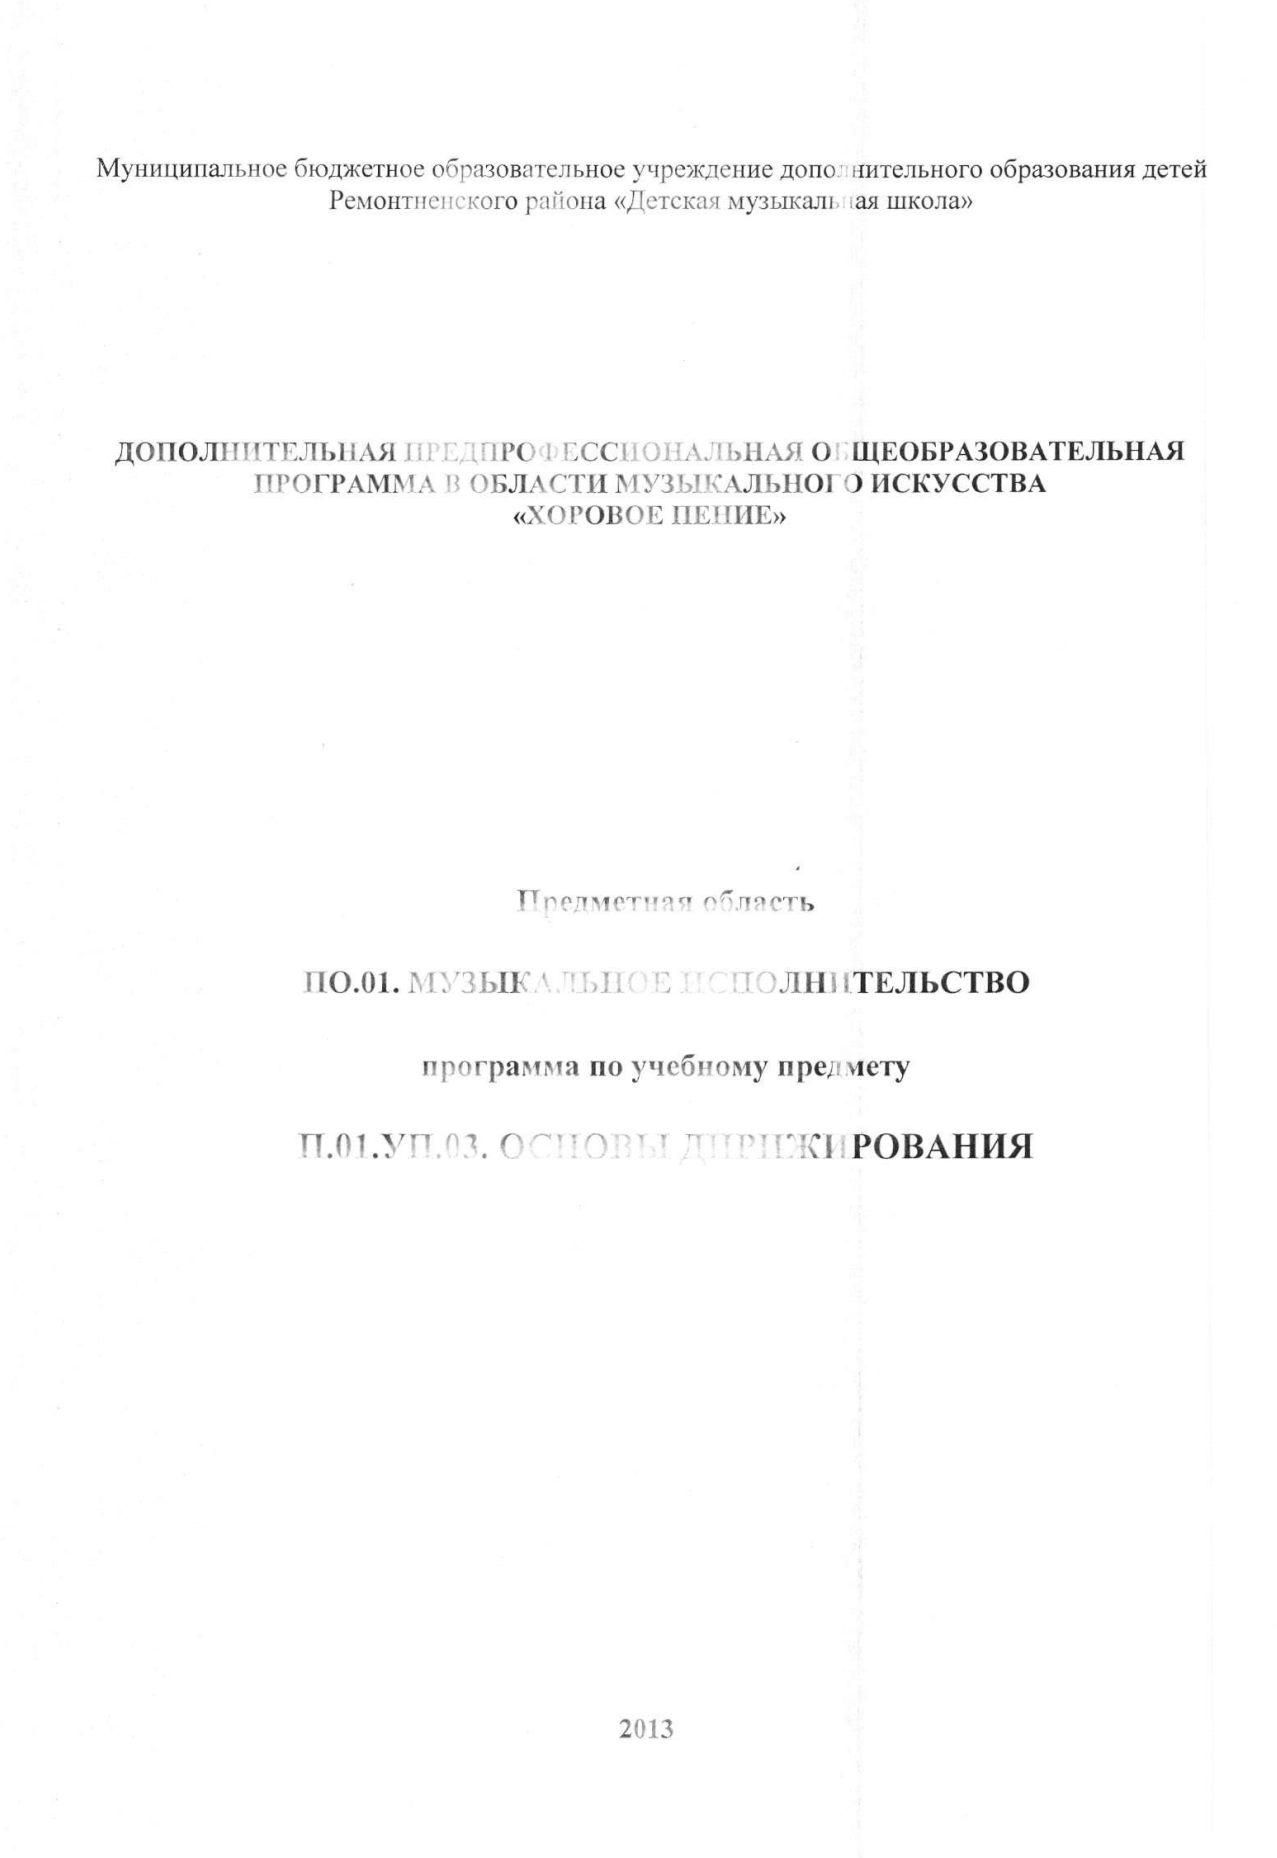 Муниципальное бюджетное образовательное учреждение дополнительного образования детей
Ремонтненского района «Детская музыкальная школа»
ДОПОЛНИТЕЛЬНАЯ ПРЕДПРОФЕССИОНАЛЬНАЯ ОБЩЕОБРАЗОВАТЕЛЬНАЯ
ПРОГРАММА В ОБЛАСТИ МУЗЫКАЛЬНОГО ИСКУССТВА
«ХОРОВОЕ ПЕНИЕ»
Предметная область
ПО.01. МУЗЫКАЛЬНОЕ ИСПОЛНИТЕЛЬСТВО
программа по учебному предмету
П.01.УП.03. ОСНОВЫ ДИРИЖИРОВАНИЯ
2013